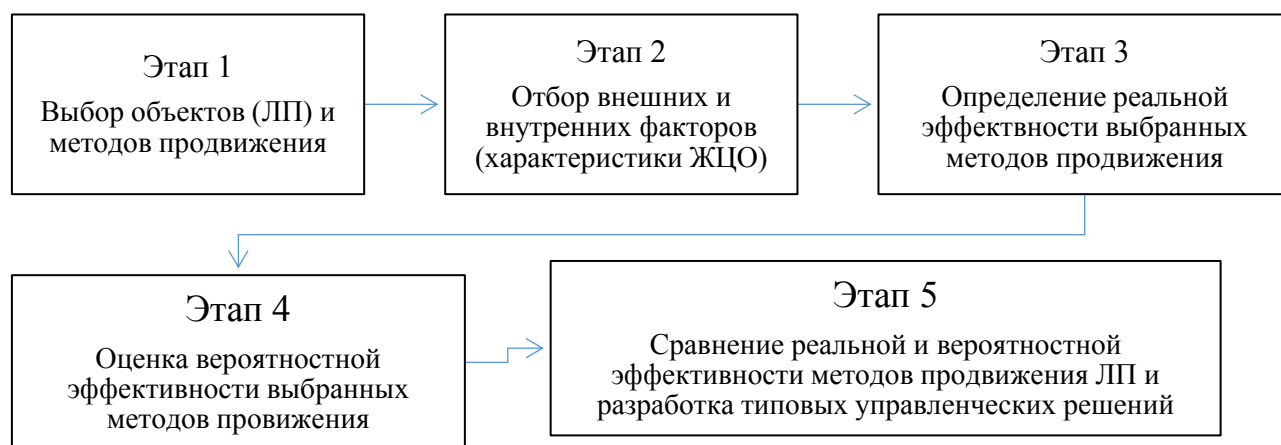 Этап 1
Выбор объектов (ЛП) и
методов продвижения
Этап 2
Отбор внешних и
внутренних факторов
(характеристики ЖЦО)
Этап 3
Определение реальной
эффектвности выбранных
методов продвижения
Этап 4
Оценка вероятностной
эффективности выбранных
методов провижения
Этап 5
Сравнение реальной и вероятностной
эффективности методов продвижения ЛП и
разработка типовых управленческих решений